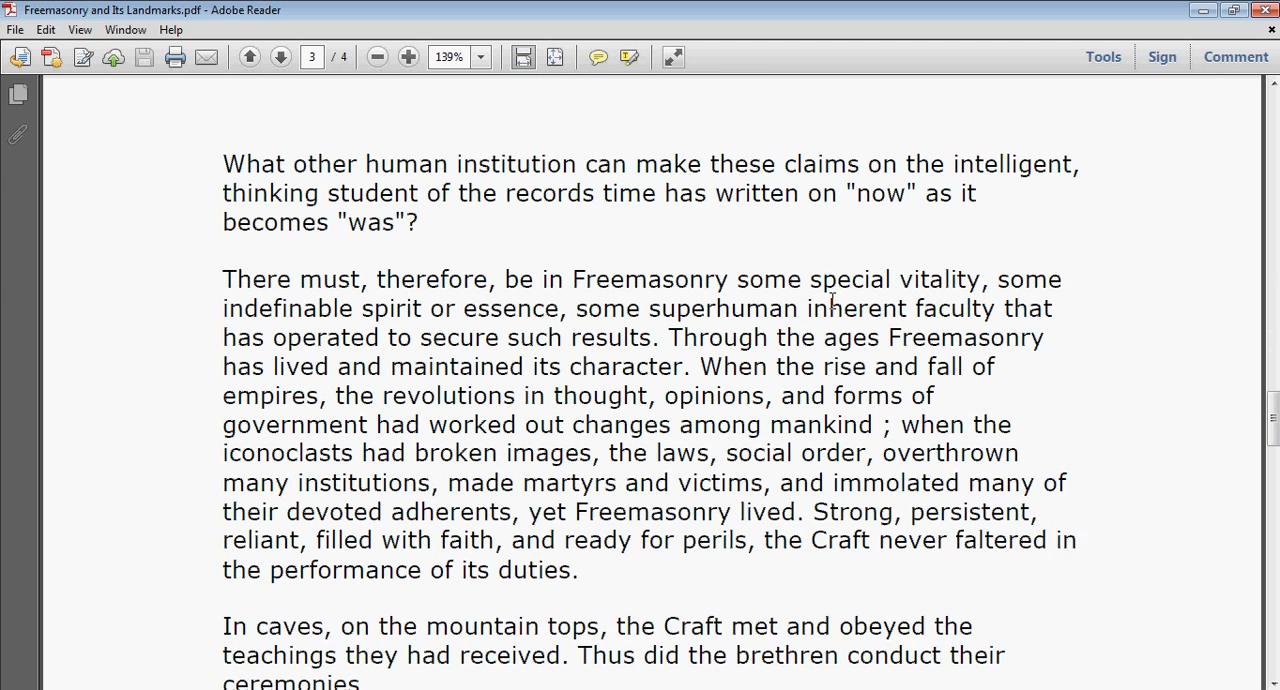 Freemasonry and Its Landmarks.pdf - Adobe Reader
File Edit View Window Help
3 / 4 139% Tools Sign Comment
What other human institution can make these claims on the intelligent,
thinking student of the records time has written on "now" as it
becomes "was"?
There must, therefore, be in Freemasonry some special vitality, some
indefinable spirit or essence, some superhuman inherent faculty that
has operated to secure such results. Through the ages Freemasonry
has lived and maintained its character. When the rise and fall of
empires, the revolutions in thought, opinions, and forms of
government had worked out changes among mankind ; when the
iconoclasts had broken images, the laws, social order, overthrown
many institutions, made martyrs and victims, and immolated many of
their devoted adherents, yet Freemasonry lived. Strong, persistent,
reliant, filled with faith, and ready for perils, the Craft never faltered in
the performance of its duties.
In caves, on the mountain tops, the Craft met and obeyed the
teachings they had received. Thus did the brethren conduct their
ceremonies